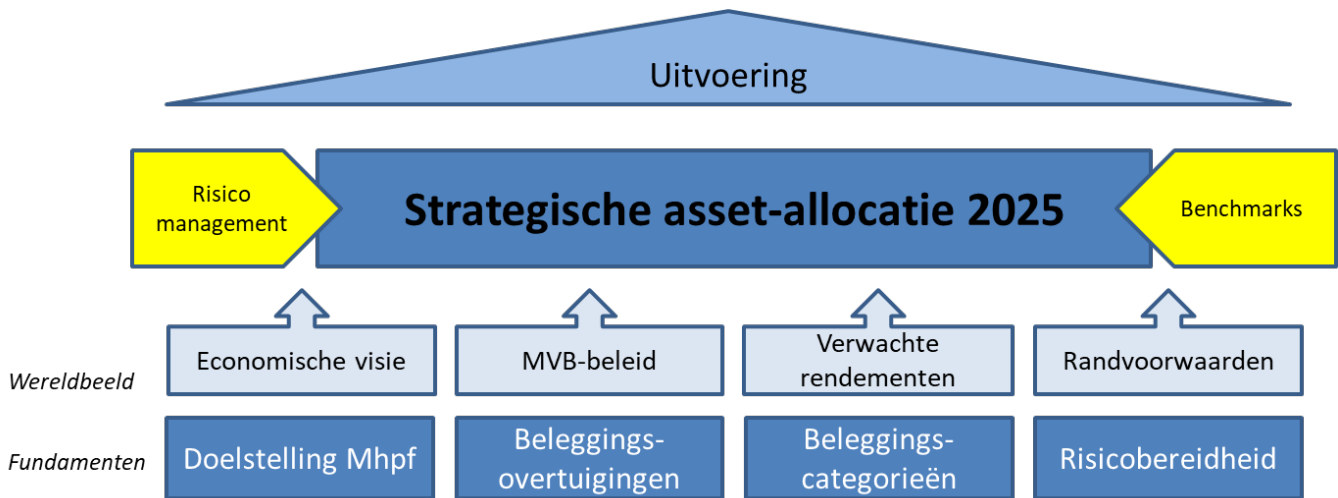 Uitvoering
Risico
management
Strategische asset-allocatie 2025
Benchmarks
Wereldbeeld
Economische visie
MVB-beleid
Verwachte
rendementen
Randvoorwaarden
Fundamenten
Doelstelling Mhpf
Beleggings-
overtuigingen
Beleggings-
categorieën
Risicobereidheid